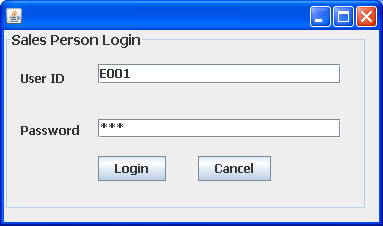 Sales Person Login
User ID E001
Password ***
Login Cancel